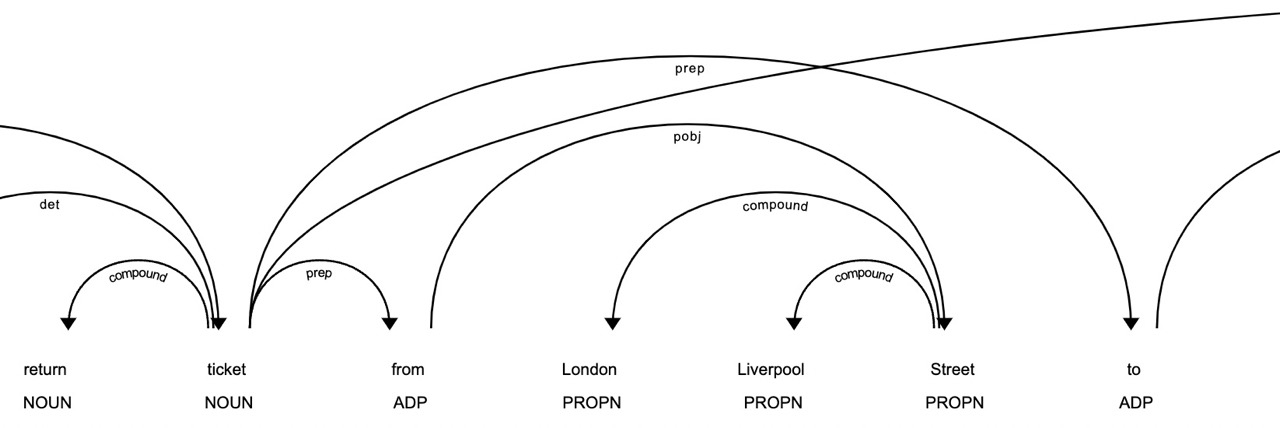 prep
pobj
det
compound
compound
prep
compound
return ticket from London Liverpool Street to
NOUN NOUN ADP PROPN PROPN PROPN ADP